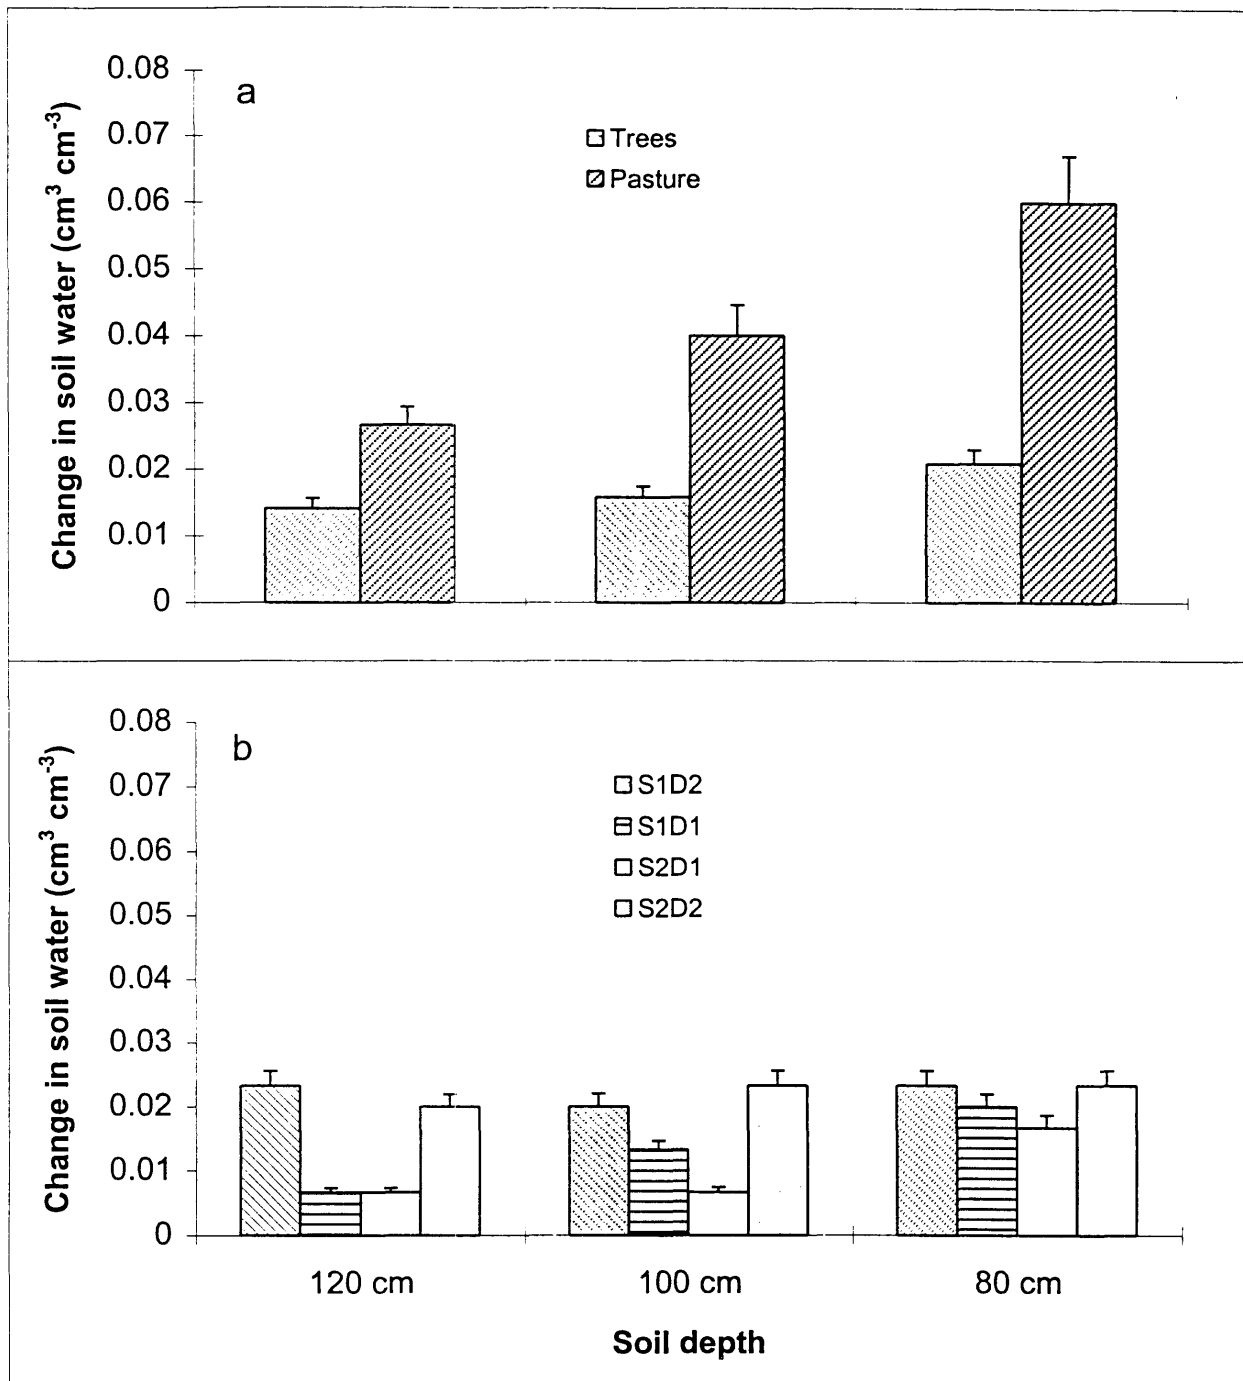 a
Change in soil water (cm³ cm⁻³)
0.08
0.07
0.06
0.05
0.04
0.03
0.02
0.01
0
Trees
Pasture
b
Change in soil water (cm³ cm⁻³)
0.08
0.07
0.06
0.05
0.04
0.03
0.02
0.01
0
S1D2
S1D1
S2D1
S2D2
120 cm 100 cm 80 cm
Soil depth